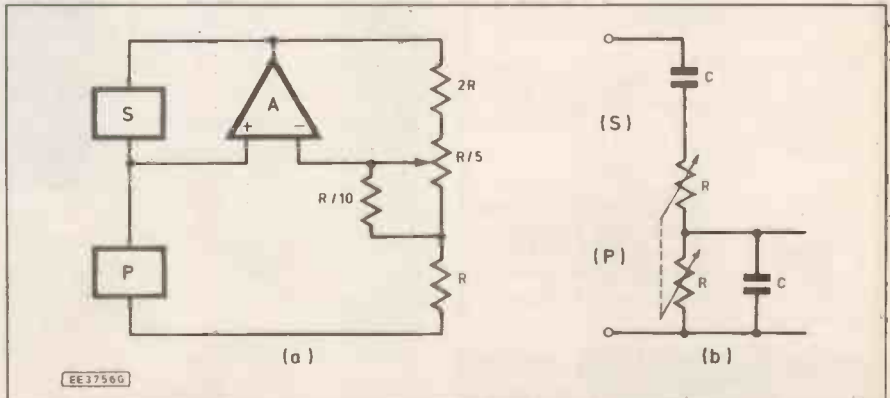 S
A
+ −
2R
R/5
R/10
P
R
(a)
EE3756G
(S)
C
R
(P)
R
C
(b)